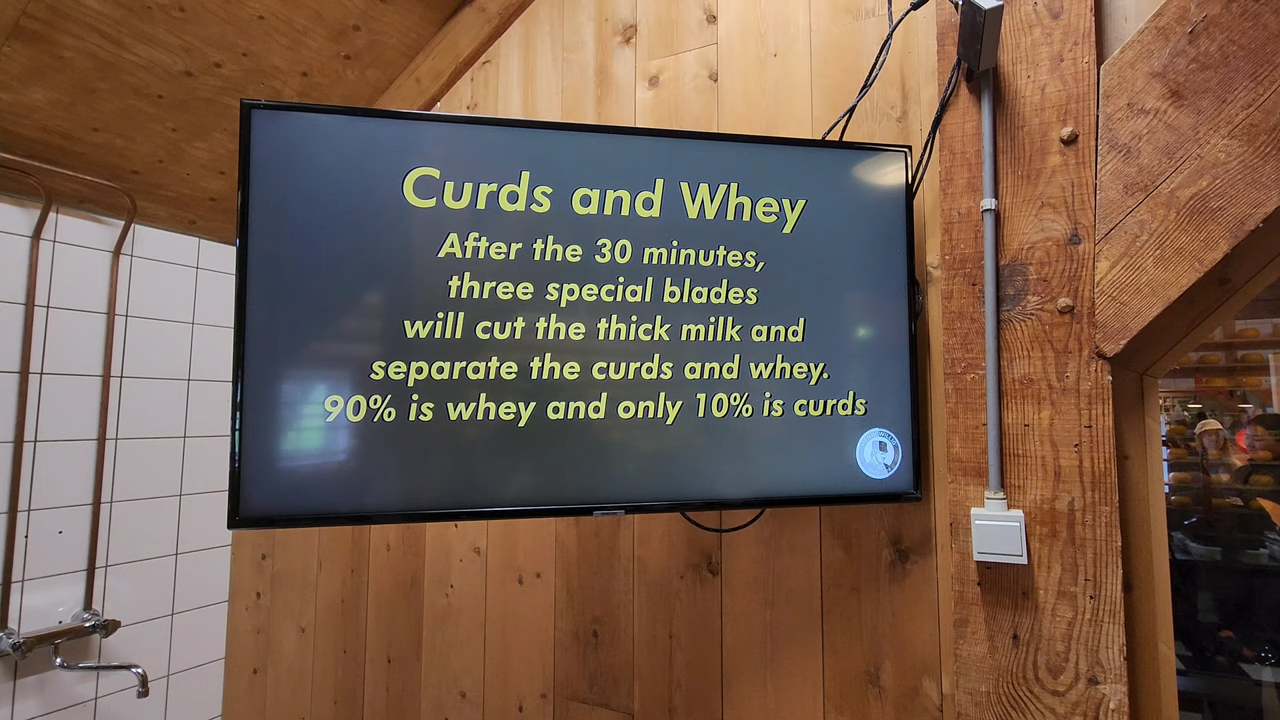 Curds and Whey
After the 30 minutes,
three special blades
will cut the thick milk and
separate the curds and whey.
90% is whey and only 10% is curds